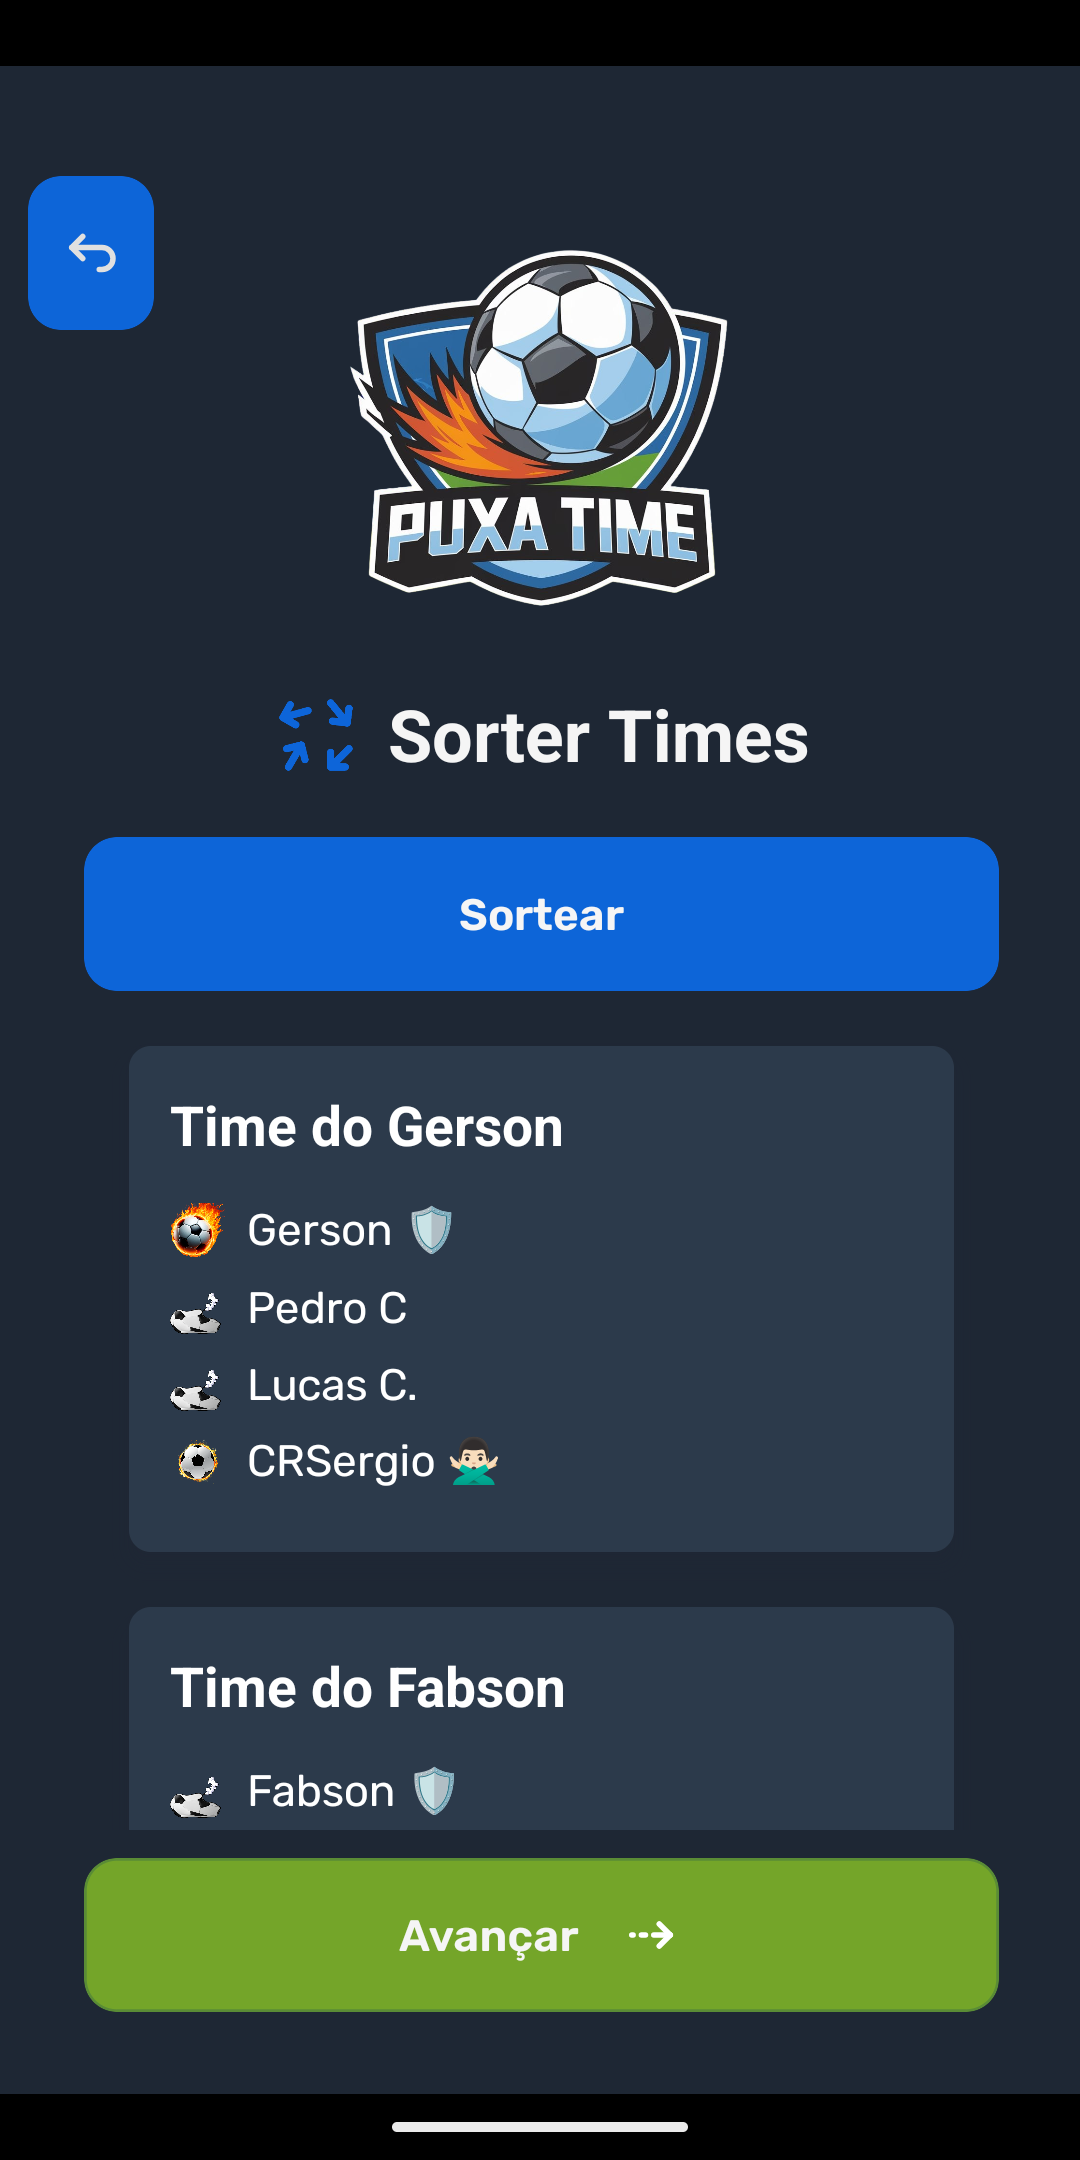 PUXA TIME
Sorter Times
Sortear
Time do Gerson
Gerson 🛡️
Pedro C
Lucas C.
CRSergio 🙅🏻‍♂️
Time do Fabson
Fabson 🛡️
Avançar